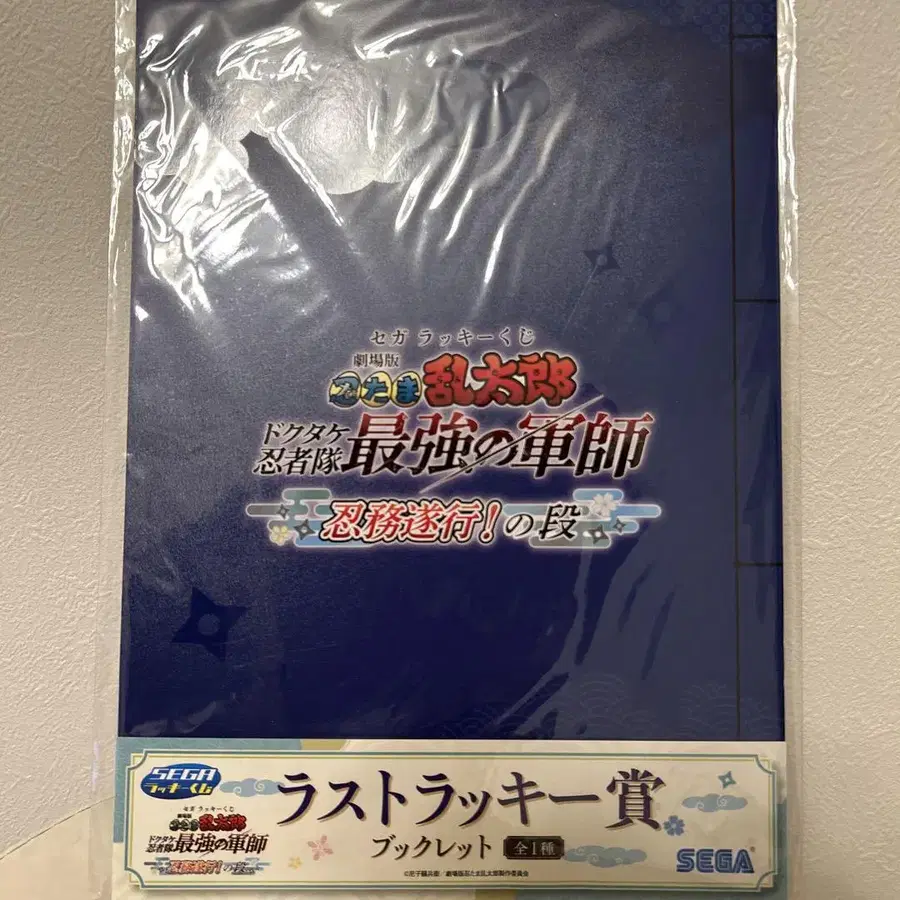 セガ ラッキーくじ
劇場版
忍たま乱太郎
ドクタケ
忍者隊最強の軍師
忍務遂行!の段
SEGA
ラッキーくじ
セガ ラッキーくじ
劇場版
忍たま乱太郎
ドクタケ
忍者隊最強の軍師
忍務遂行!の段
ラストラッキー賞
ブックレット 全1種
SEGA
©尼子騒兵衛/劇場版忍たま乱太郎製作委員会